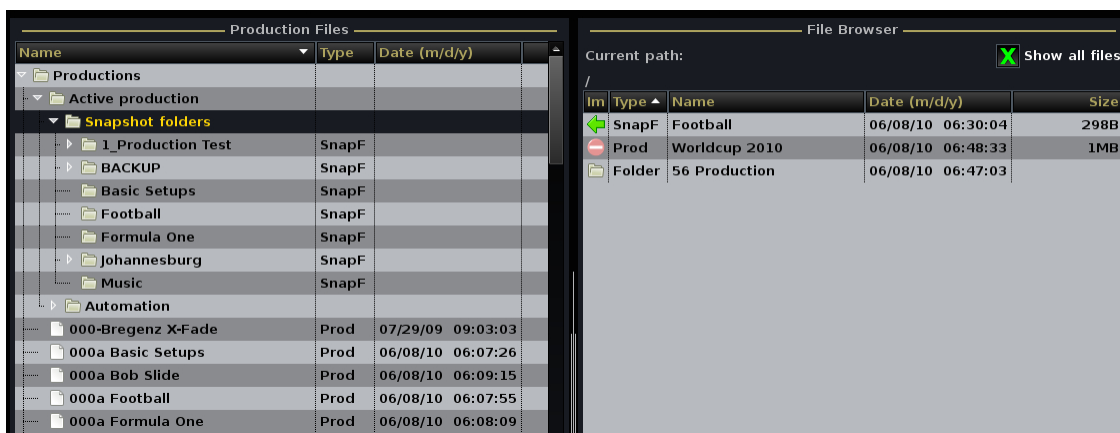 Production Files
Name Type Date (m/d/y)
Productions
Active production
Snapshot folders
1_Production Test SnapF
BACKUP SnapF
Basic Setups SnapF
Football SnapF
Formula One SnapF
Johannesburg SnapF
Music SnapF
Automation
000-Bregenz X-Fade Prod 07/29/09 09:03:03
000a Basic Setups Prod 06/08/10 06:07:26
000a Bob Slide Prod 06/08/10 06:09:15
000a Football Prod 06/08/10 06:07:55
000a Formula One Prod 06/08/10 06:08:09
File Browser
Current path: X Show all files
/
Im Type Name Date (m/d/y) Size
SnapF Football 06/08/10 06:30:04 298B
Prod Worldcup 2010 06/08/10 06:48:33 1MB
Folder 56 Production 06/08/10 06:47:03